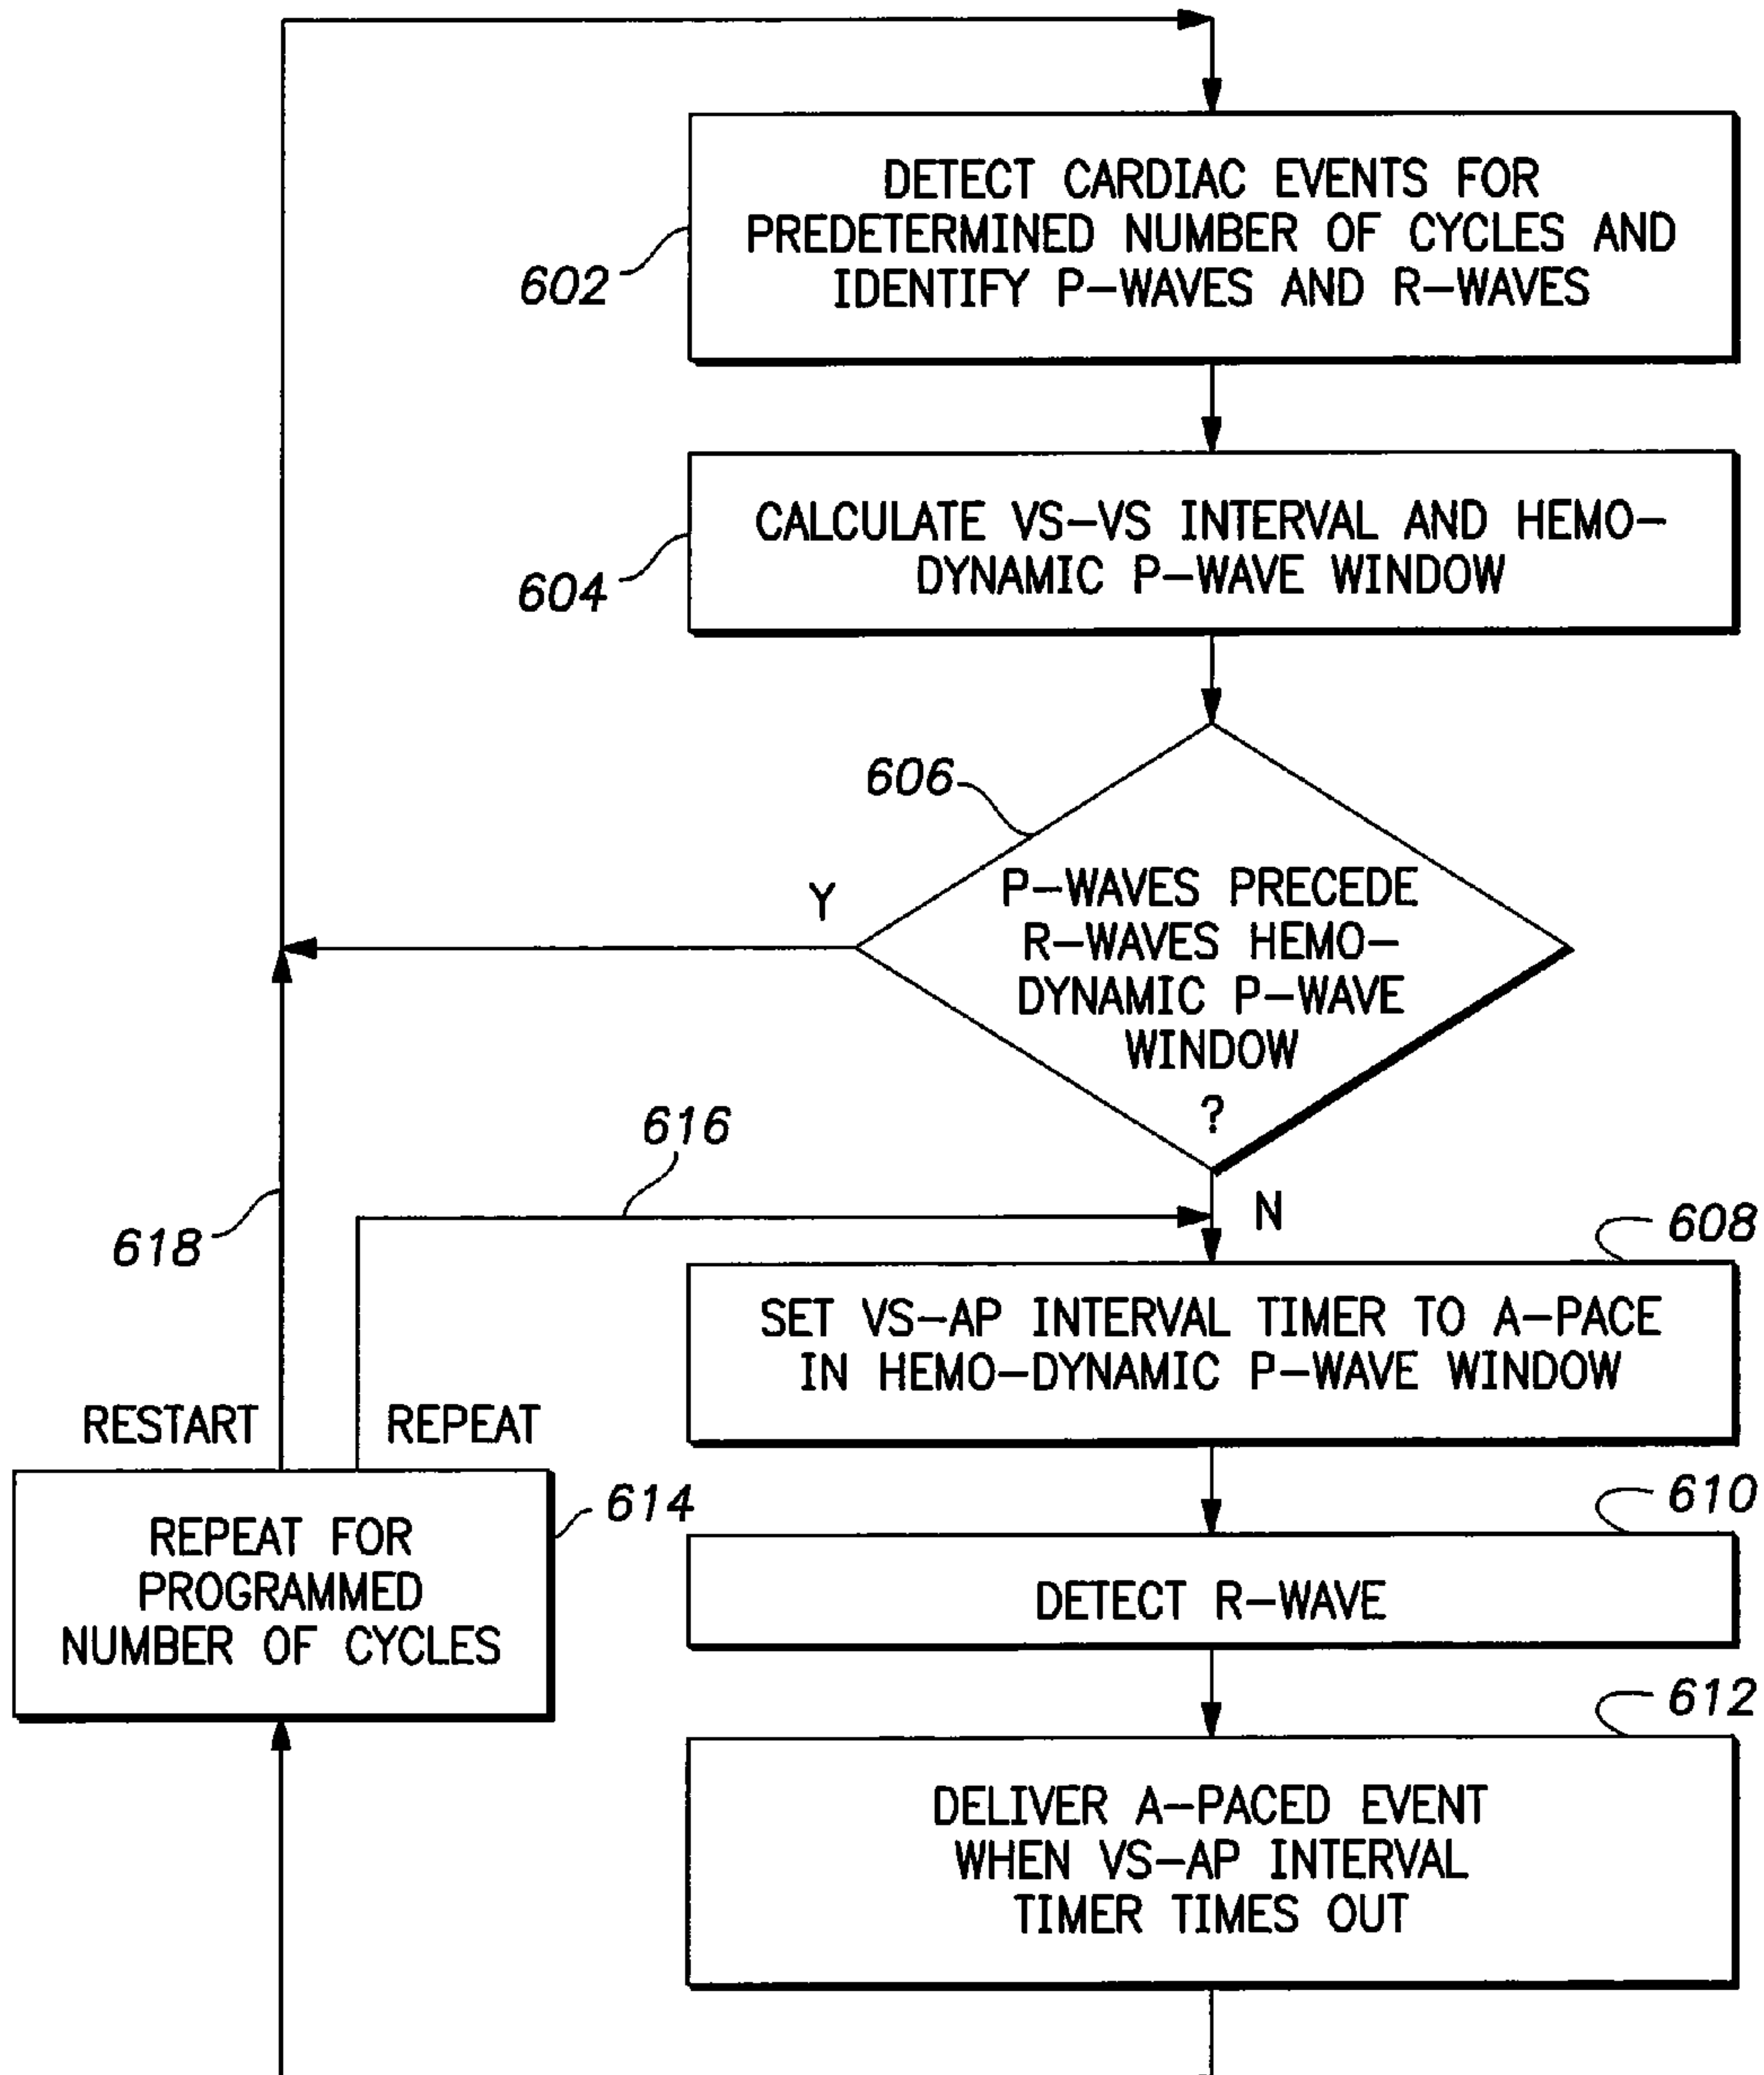 DETECT CARDIAC EVENTS FOR
PREDETERMINED NUMBER OF CYCLES AND
IDENTIFY P-WAVES AND R-WAVES
602
CALCULATE VS-VS INTERVAL AND HEMO-
DYNAMIC P-WAVE WINDOW
604
606
P-WAVES PRECEDE
R-WAVES HEMO-
DYNAMIC P-WAVE
WINDOW
?
Y
N
616
618
608
SET VS-AP INTERVAL TIMER TO A-PACE
IN HEMO-DYNAMIC P-WAVE WINDOW
RESTART
REPEAT
610
DETECT R-WAVE
614
REPEAT FOR
PROGRAMMED
NUMBER OF CYCLES
612
DELIVER A-PACED EVENT
WHEN VS-AP INTERVAL
TIMER TIMES OUT